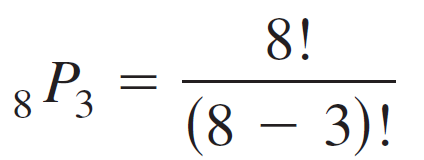 ₈P₃ = 8! / (8 − 3)!